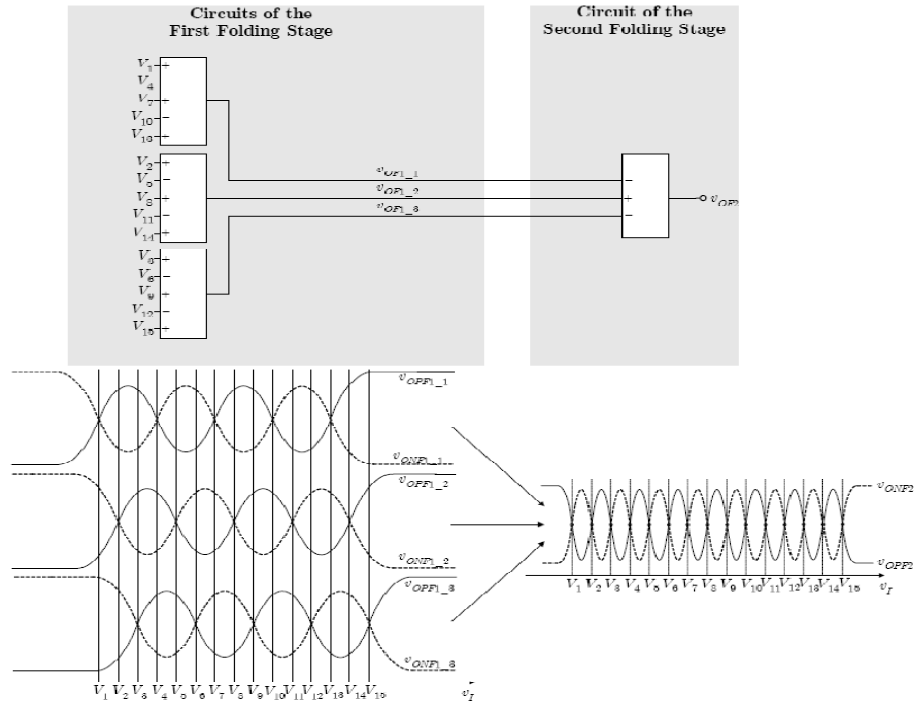 Circuits of the
First Folding Stage
Circuit of the
Second Folding Stage
V1 +
V4
V7 +
V10 −
V13 +
V2 +
V5 −
V8 +
V11 −
V14 +
V3 +
V6 −
V9 +
V12 −
V15 +
vOF1_1
vOF1_2
vOF1_3
−
+
−
vOF2
vOPF1_1
vONF1_1
vOPF1_2
vONF1_2
vOPF1_3
vONF1_3
V1 V2 V3 V4 V5 V6 V7 V8 V9 V10 V11 V12 V13 V14 V15 vI
vONF2
vOPF2
V1 V2 V3 V4 V5 V6 V7 V8 V9 V10 V11 V12 V13 V14 V15 vI